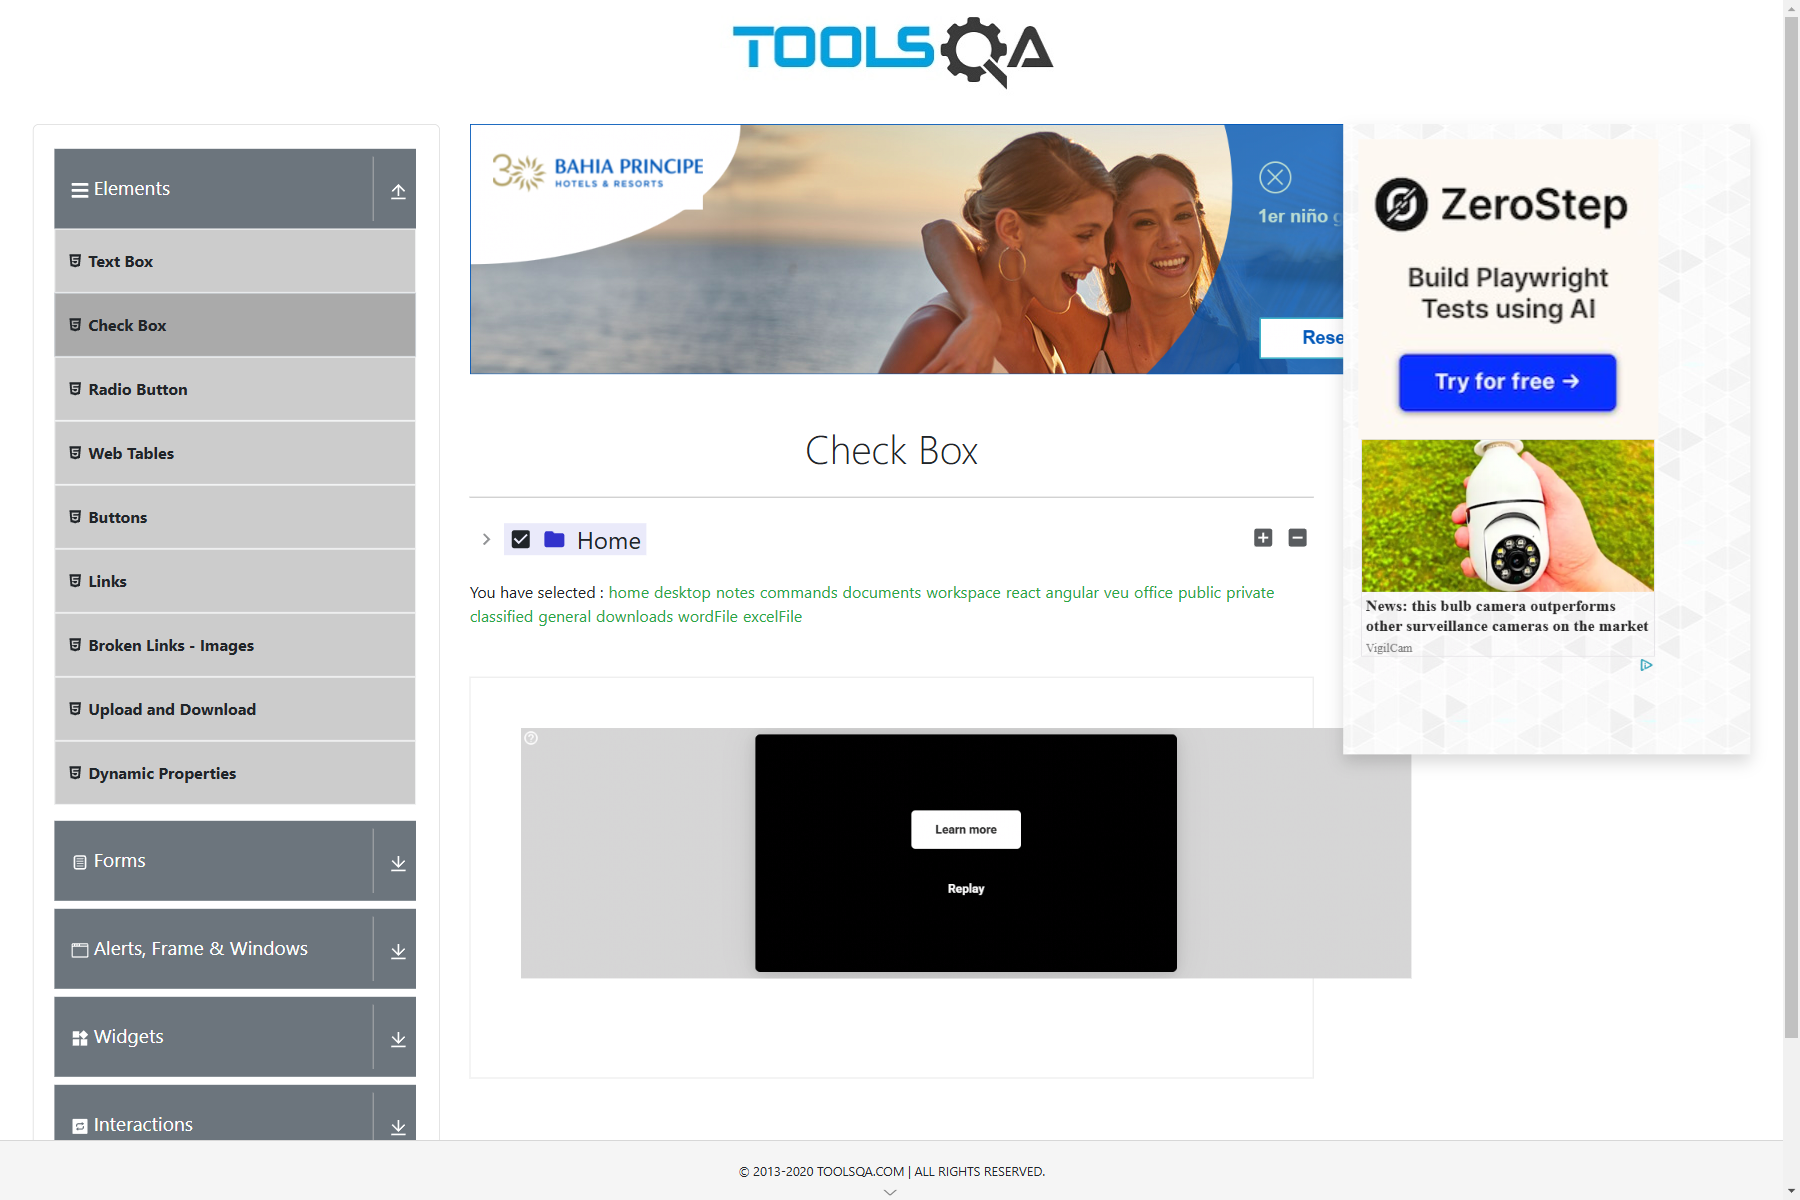 TOOLSQA
Elements
Text Box
Check Box
Radio Button
Web Tables
Buttons
Links
Broken Links - Images
Upload and Download
Dynamic Properties
Forms
Alerts, Frame & Windows
Widgets
Interactions
30 BAHIA PRINCIPE
HOTELS & RESORTS
1er niño g
Rese
Check Box
Home
You have selected : home desktop notes commands documents workspace react angular veu office public private
classified general downloads wordFile excelFile
Learn more
Replay
ZeroStep
Build Playwright
Tests using AI
Try for free →
News: this bulb camera outperforms
other surveillance cameras on the market
VigilCam
© 2013-2020 TOOLSQA.COM | ALL RIGHTS RESERVED.